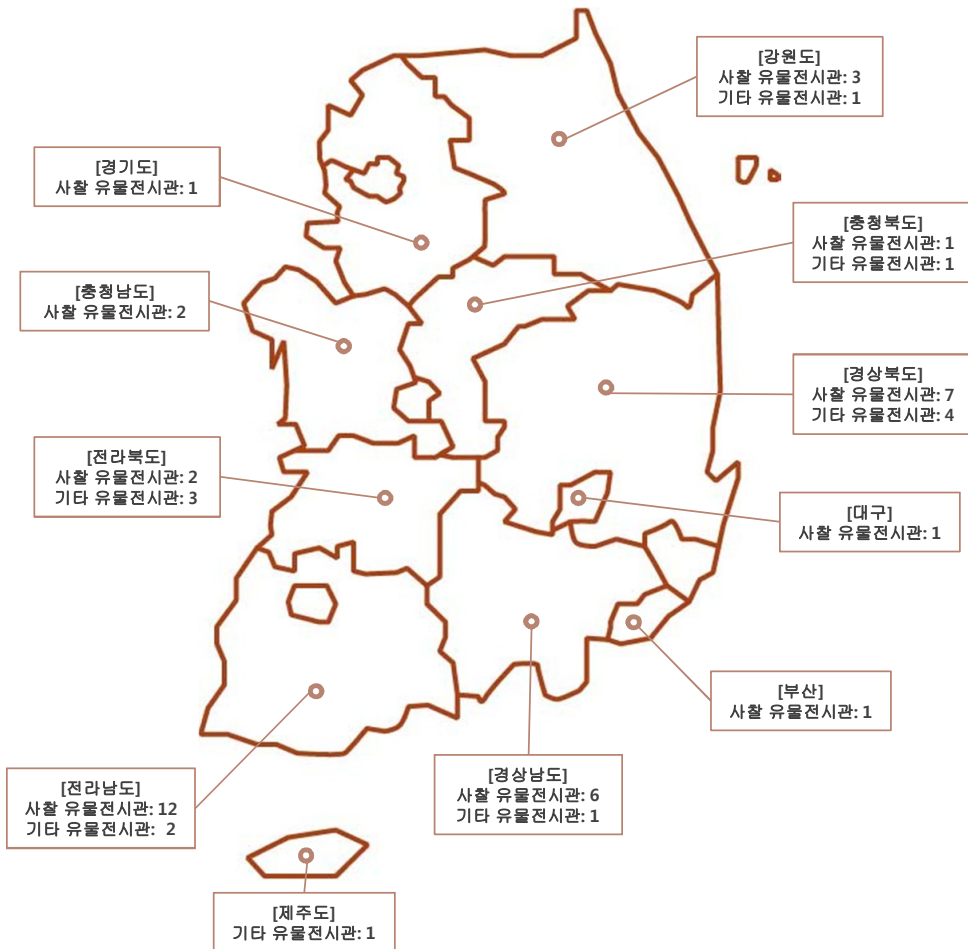 [강원도]
사찰 유물전시관: 3
기타 유물전시관: 1
[경기도]
사찰 유물전시관: 1
[충청북도]
사찰 유물전시관: 1
기타 유물전시관: 1
[충청남도]
사찰 유물전시관: 2
[경상북도]
사찰 유물전시관: 7
기타 유물전시관: 4
[전라북도]
사찰 유물전시관: 2
기타 유물전시관: 3
[대구]
사찰 유물전시관: 1
[부산]
사찰 유물전시관: 1
[경상남도]
사찰 유물전시관: 6
기타 유물전시관: 1
[전라남도]
사찰 유물전시관: 12
기타 유물전시관: 2
[제주도]
기타 유물전시관: 1